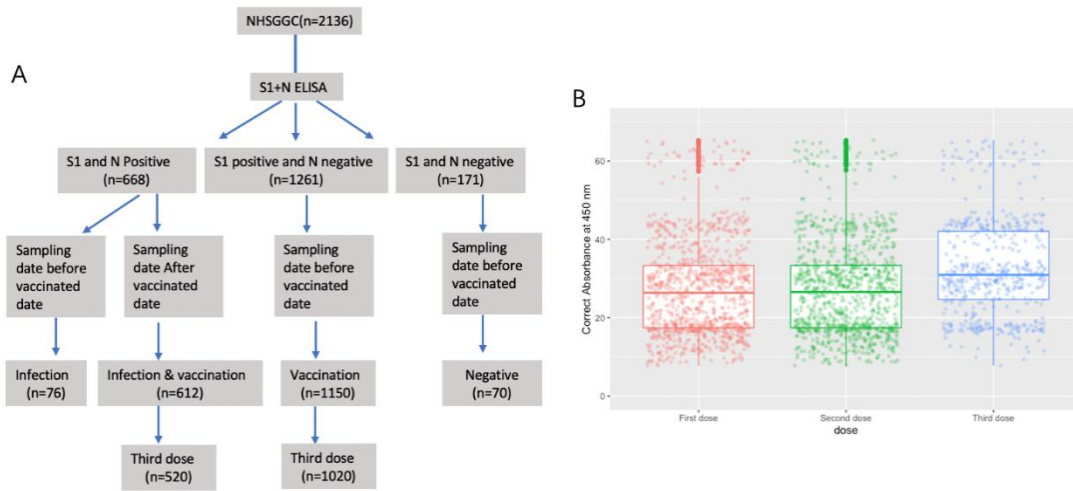 A
NHSGGC(n=2136)
S1+N ELISA
S1 and N Positive
(n=668)
S1 positive and N negative
(n=1261)
S1 and N negative
(n=171)
Sampling
date before
vaccinated
date
Sampling
date After
vaccinated
date
Sampling
date before
vaccinated
date
Sampling
date before
vaccinated
date
Infection
(n=76)
Infection & vaccination
(n=612)
Vaccination
(n=1150)
Negative
(n=70)
Third dose
(n=520)
Third dose
(n=1020)
B
Correct Absorbance at 450 nm
60
40
20
0
First dose
Second dose
Third dose
dose